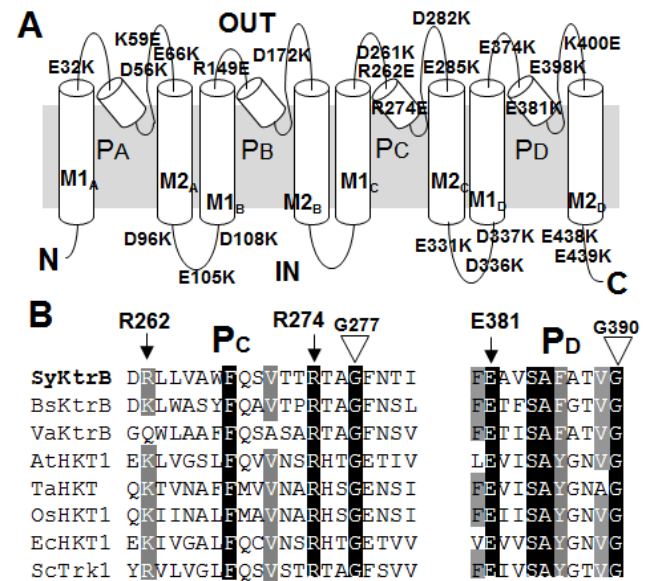 A
OUT
D282K
K59E
E66K
D172K
D261K
E374K
K400E
E32K
D56K
R149E
R262E
E285K
E398K
R274E
E381K
PA
PB
PC
PD
M1A
M2A
M1B
M2B
M1C
M2C
M1D
M2D
D96K
D108K
E331K
D337K
E438K
N
E105K
IN
D336K
E439K
C
B
R262
PC
R274
G277
E381
PD
G390
SyKtrB DRLLVAWFQSVTTRTAGFNTI FEAVSAFATVG
BsKtrB DKLWASYFQAVTPRTAGFNSL FETFSAFGTVG
VaKtrB GQWLAAFFQSASARTAGFNSV FETISAFATVG
AtHKT1 EKLVGSLFQVVNSRHTGETIV LEVISAYGNVG
TaHKT QKTVNAFFMVVNARHSGENSI FEVISAYGNAG
OsHKT1 QKIINALFMAVNARHSGENSI FEIISAYGNVG
EcHKT1 EKIVGALFQCVNSRHTGETVV VEVVSAYGNVG
ScTrk1 YRVLVGLFQSVSTRTAGFSVV FEIVSAYGTVG